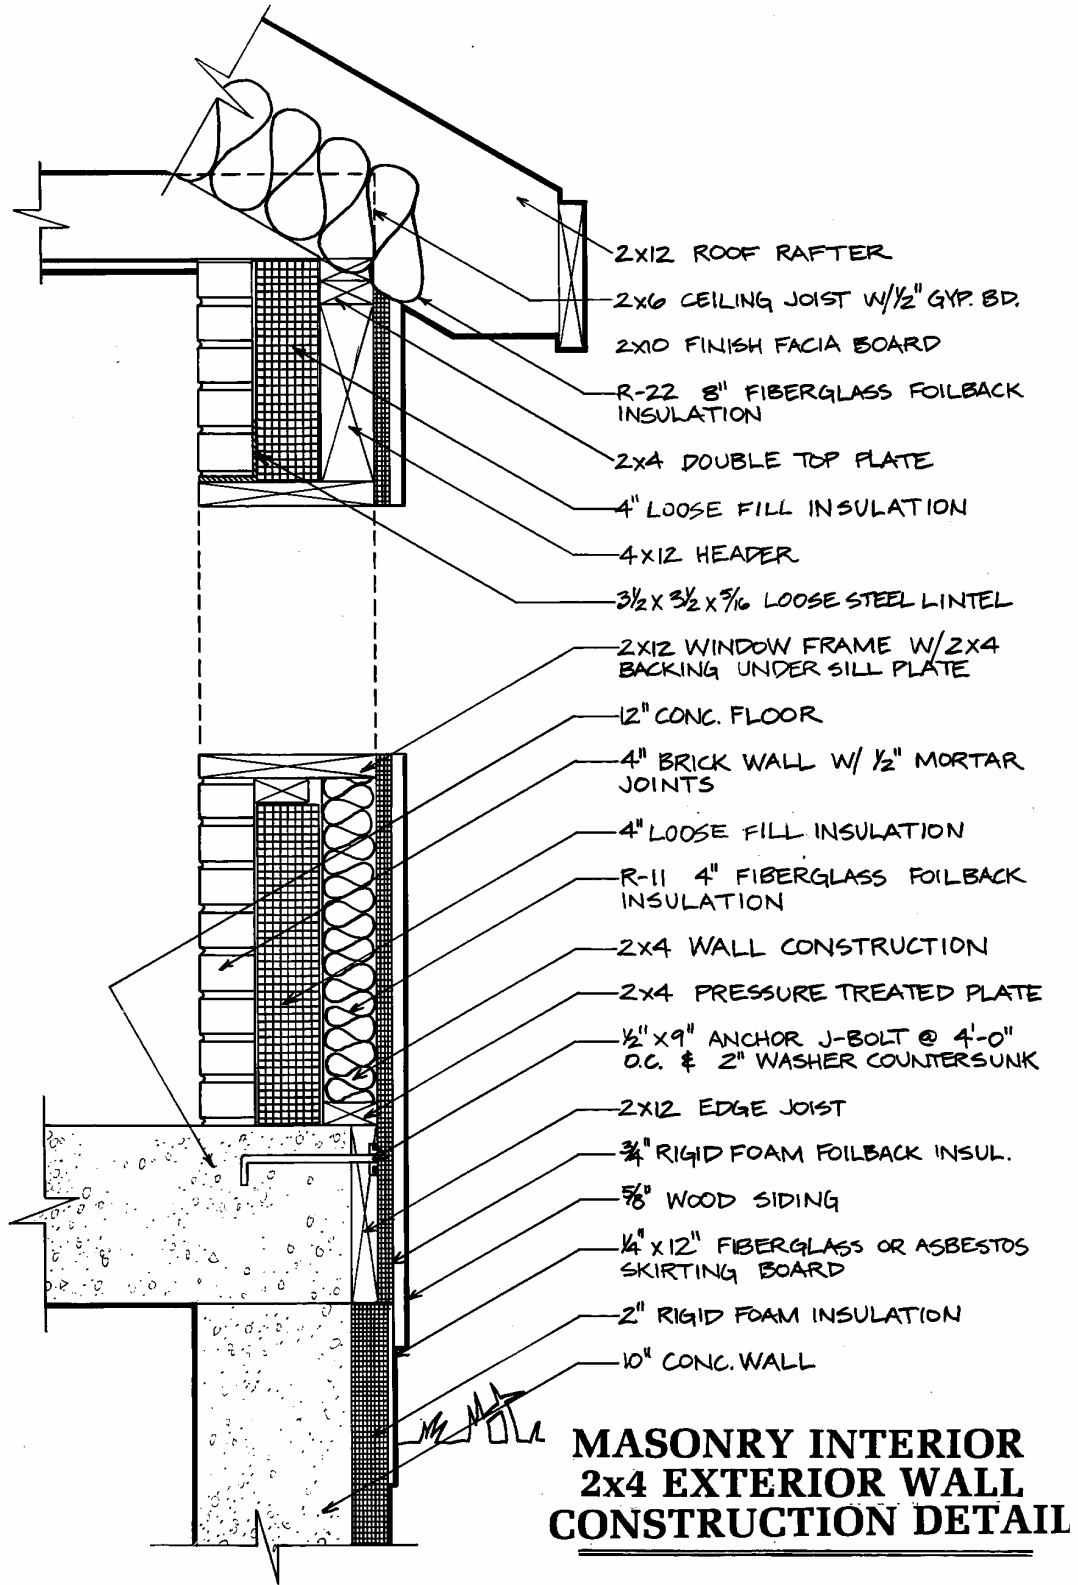 2x12 ROOF RAFTER
2x6 CEILING JOIST W/½" GYP. BD.
2x10 FINISH FACIA BOARD
R-22 8" FIBERGLASS FOILBACK
INSULATION
2x4 DOUBLE TOP PLATE
4" LOOSE FILL INSULATION
4x12 HEADER
3½ x 3½ x 5/16 LOOSE STEEL LINTEL
2x12 WINDOW FRAME W/2x4
BACKING UNDER SILL PLATE
12" CONC. FLOOR
4" BRICK WALL W/ ½" MORTAR
JOINTS
4" LOOSE FILL INSULATION
R-11 4" FIBERGLASS FOILBACK
INSULATION
2x4 WALL CONSTRUCTION
2x4 PRESSURE TREATED PLATE
½" x 9" ANCHOR J-BOLT @ 4'-0"
O.C. & 2" WASHER COUNTERSUNK
2x12 EDGE JOIST
¾" RIGID FOAM FOILBACK INSUL.
⅝" WOOD SIDING
¼" x 12" FIBERGLASS OR ASBESTOS
SKIRTING BOARD
2" RIGID FOAM INSULATION
10" CONC. WALL
MASONRY INTERIOR
2x4 EXTERIOR WALL
CONSTRUCTION DETAIL